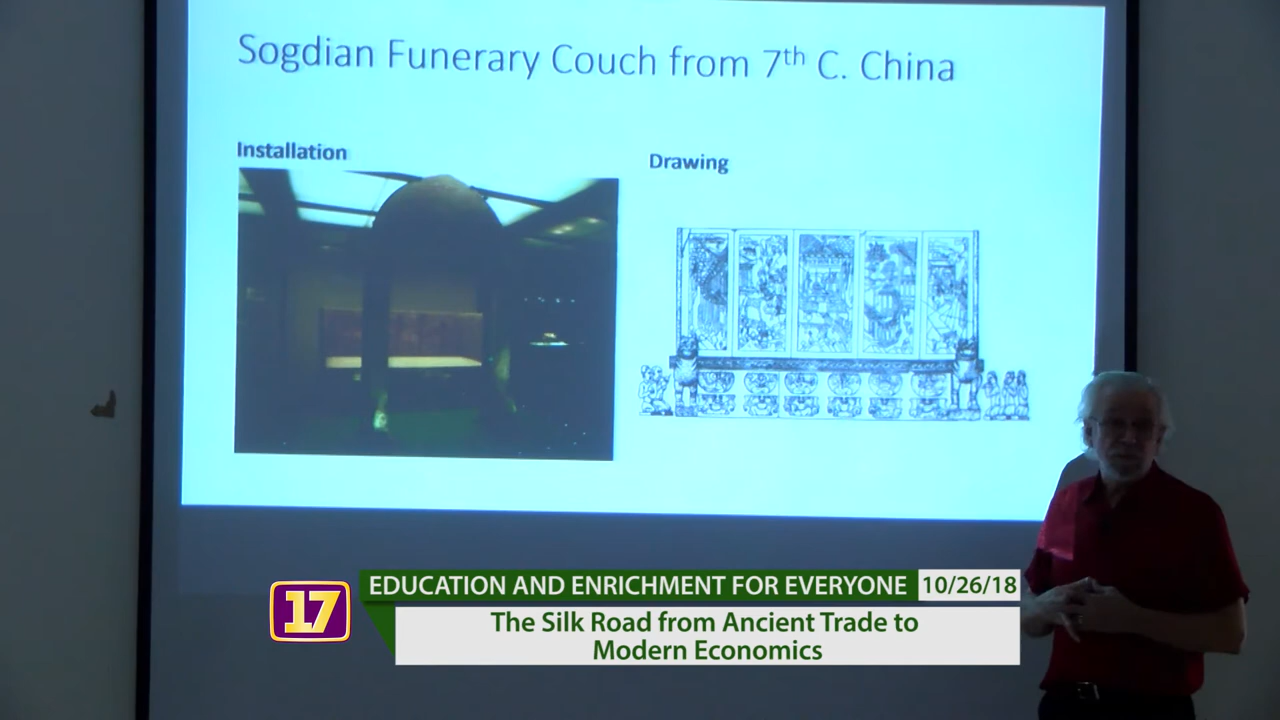 Sogdian Funerary Couch from 7th C. China
Installation
Drawing
17
EDUCATION AND ENRICHMENT FOR EVERYONE 10/26/18
The Silk Road from Ancient Trade to
Modern Economics